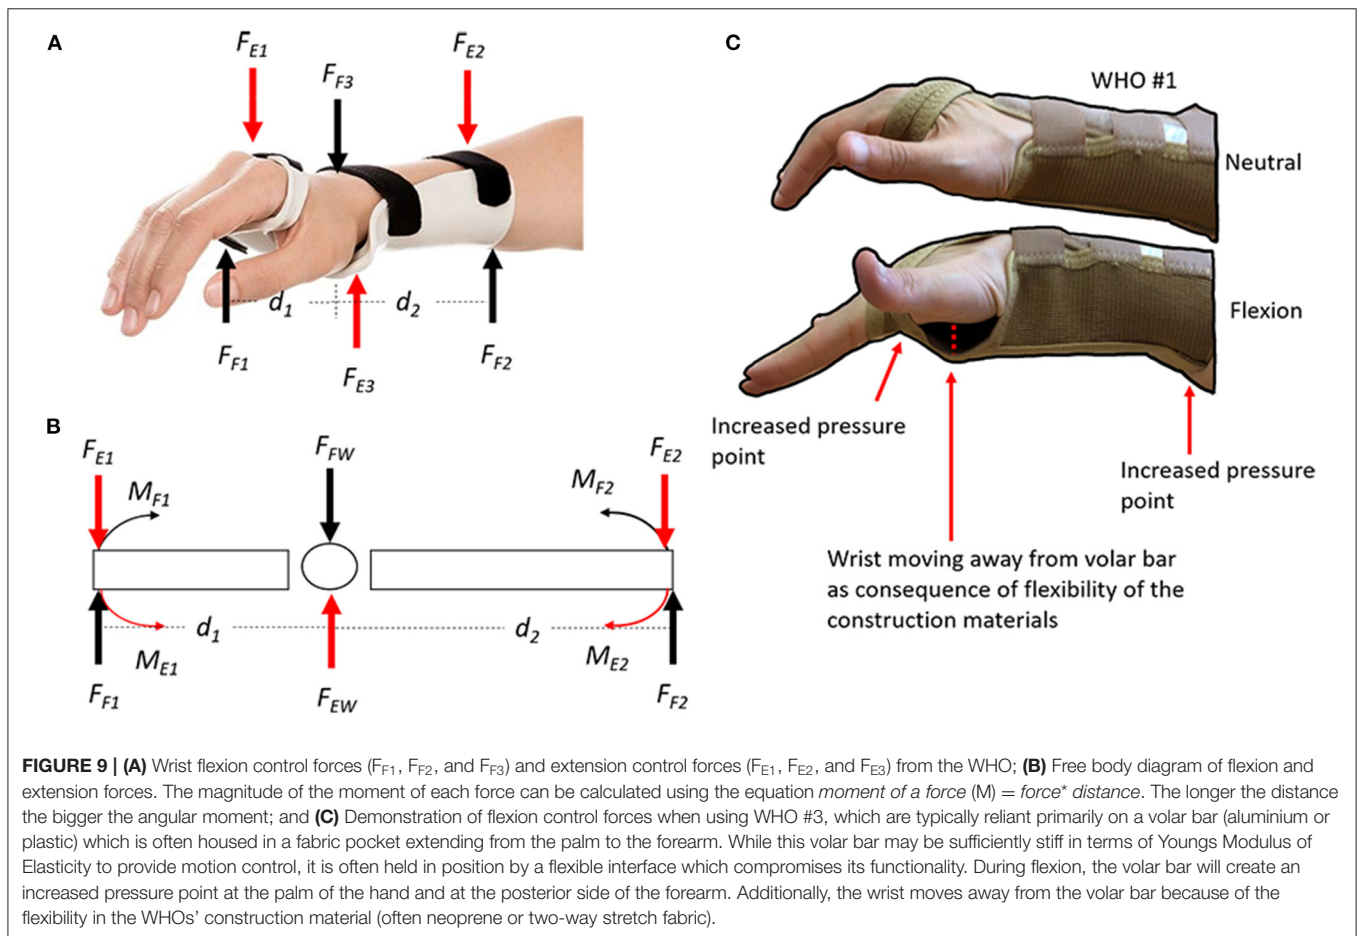 A
F_E1
F_E2
F_F3
d_1
d_2
F_F1
F_E3
F_F2
B
F_E1
F_FW
F_E2
M_F1
M_F2
d_1
d_2
M_E1
M_E2
F_F1
F_EW
F_F2
C
WHO #1
Neutral
Flexion
Increased pressure
point
Increased pressure
point
Wrist moving away from volar bar
as consequence of flexibility of the
construction materials
FIGURE 9 | (A) Wrist flexion control forces (F_F1, F_F2, and F_F3) and extension control forces (F_E1, F_E2, and F_E3) from the WHO; (B) Free body diagram of flexion and
extension forces. The magnitude of the moment of each force can be calculated using the equation moment of a force (M) = force* distance. The longer the distance
the bigger the angular moment; and (C) Demonstration of flexion control forces when using WHO #3, which are typically reliant primarily on a volar bar (aluminium or
plastic) which is often housed in a fabric pocket extending from the palm to the forearm. While this volar bar may be sufficiently stiff in terms of Youngs Modulus of
Elasticity to provide motion control, it is often held in position by a flexible interface which compromises its functionality. During flexion, the volar bar will create an
increased pressure point at the palm of the hand and at the posterior side of the forearm. Additionally, the wrist moves away from the volar bar because of the
flexibility in the WHOs' construction material (often neoprene or two-way stretch fabric).